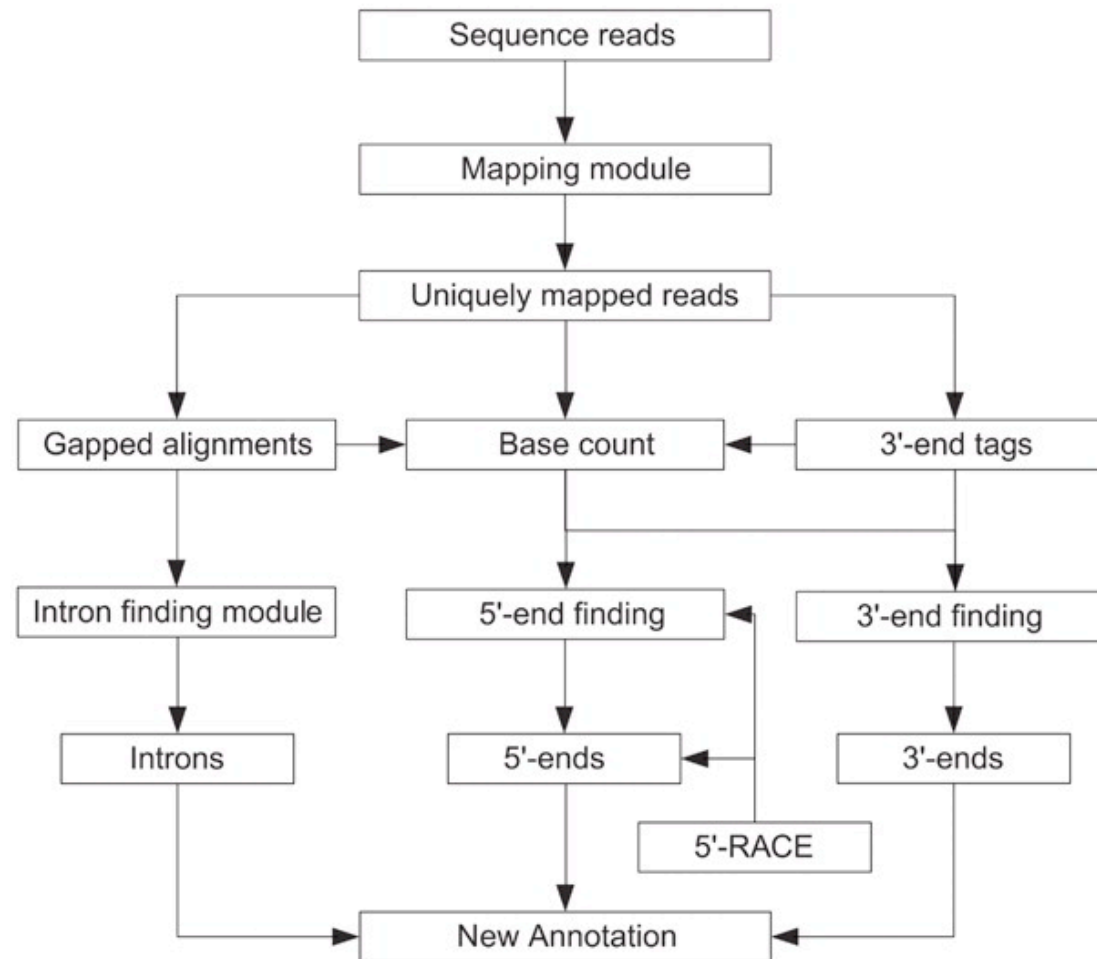 Sequence reads
Mapping module
Uniquely mapped reads
Gapped alignments
Base count
3'-end tags
Intron finding module
5'-end finding
3'-end finding
Introns
5'-ends
3'-ends
5'-RACE
New Annotation